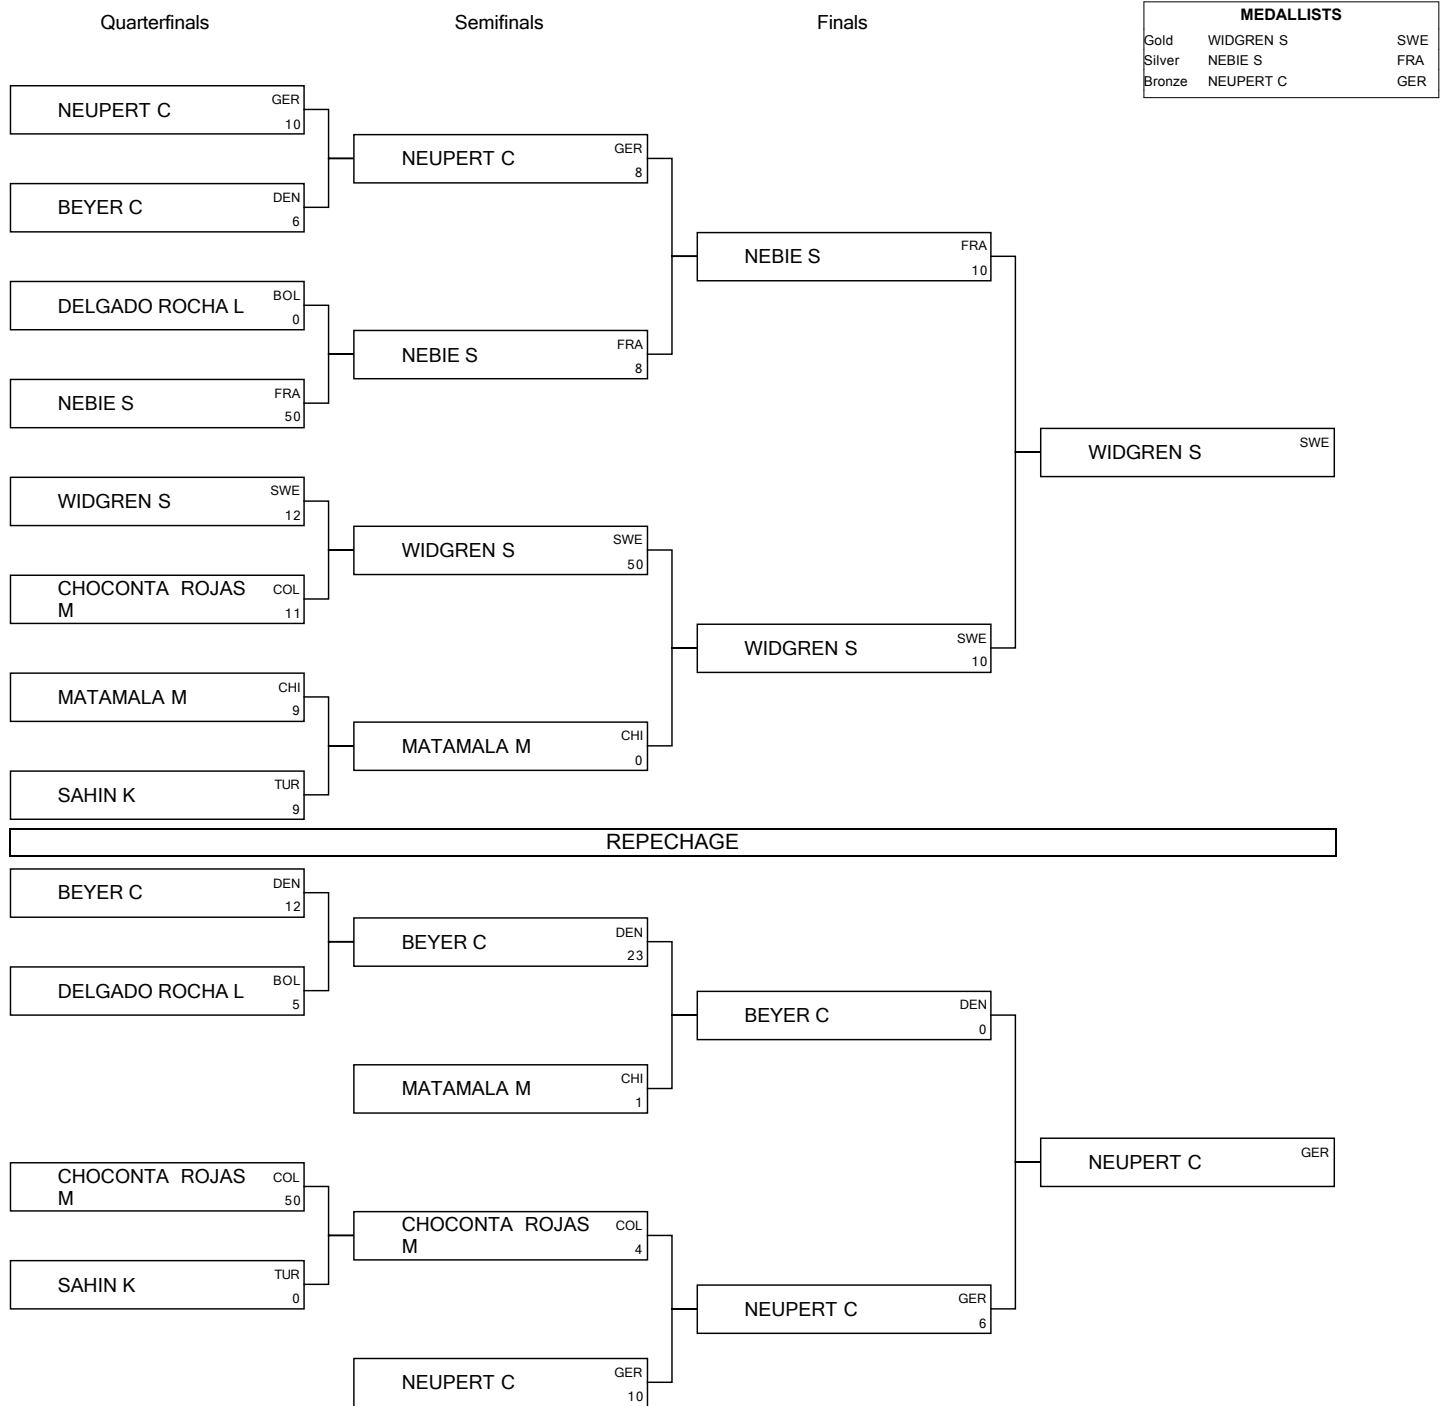 Quarterfinals Semifinals Finals
MEDALLISTS
Gold WIDGREN S SWE
Silver NEBIE S FRA
Bronze NEUPERT C GER
NEUPERT C GER
10
BEYER C DEN
6
DELGADO ROCHA L BOL
0
NEBIE S FRA
50
WIDGREN S SWE
12
CHOCONTA ROJAS COL
M 11
MATAMALA M CHI
9
SAHIN K TUR
9
NEUPERT C GER
8
NEBIE S FRA
8
WIDGREN S SWE
50
MATAMALA M CHI
0
NEBIE S FRA
10
WIDGREN S SWE
10
WIDGREN S SWE
REPECHAGE
BEYER C DEN
12
DELGADO ROCHA L BOL
5
CHOCONTA ROJAS COL
M 50
SAHIN K TUR
0
BEYER C DEN
23
MATAMALA M CHI
1
CHOCONTA ROJAS COL
M 4
NEUPERT C GER
10
BEYER C DEN
0
NEUPERT C GER
6
NEUPERT C GER